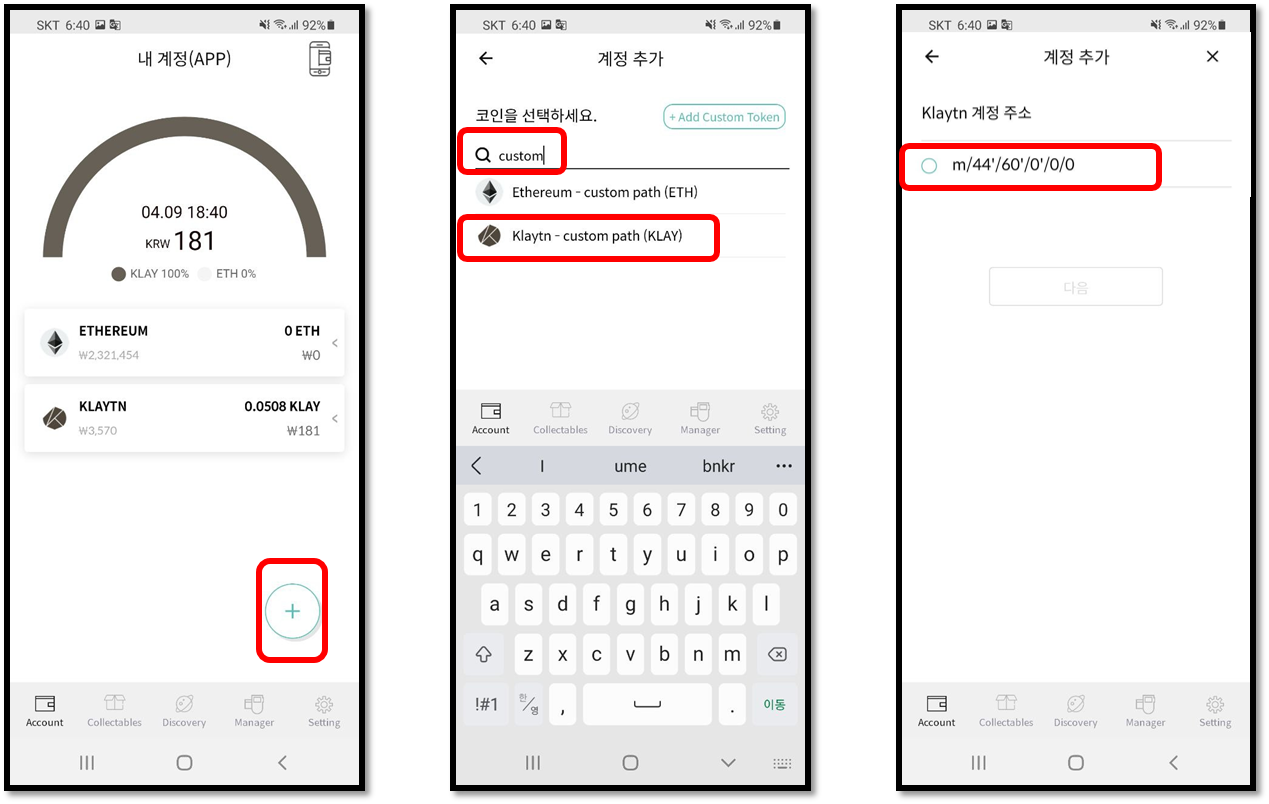 SKT 6:40 92%
내 계정(APP)
04.09 18:40
KRW 181
KLAY 100% ETH 0%
ETHEREUM 0 ETH
₩2,321,454 ₩0
KLAYTN 0.0508 KLAY
₩3,570 ₩181
+
Account Collectables Discovery Manager Setting
SKT 6:40 92%
계정 추가
코인을 선택하세요. + Add Custom Token
custom
Ethereum - custom path (ETH)
Klaytn - custom path (KLAY)
Account Collectables Discovery Manager Setting
I ume bnkr ···
1 2 3 4 5 6 7 8 9 0
q w e r t y u i o p
a s d f g h j k l
z x c v b n m
!#1 한/영 , . 이동
SKT 6:40 92%
계정 추가
Klaytn 계정 주소
m/44'/60'/0'/0/0
다음
Account Collectables Discovery Manager Setting